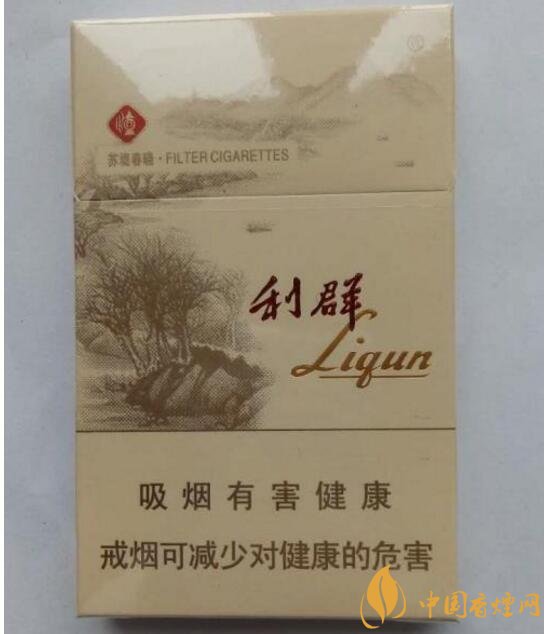 苏堤春晓·FILTER CIGARETTES
利群
Liqun
吸烟有害健康
戒烟可减少对健康的危害
中国香煙网